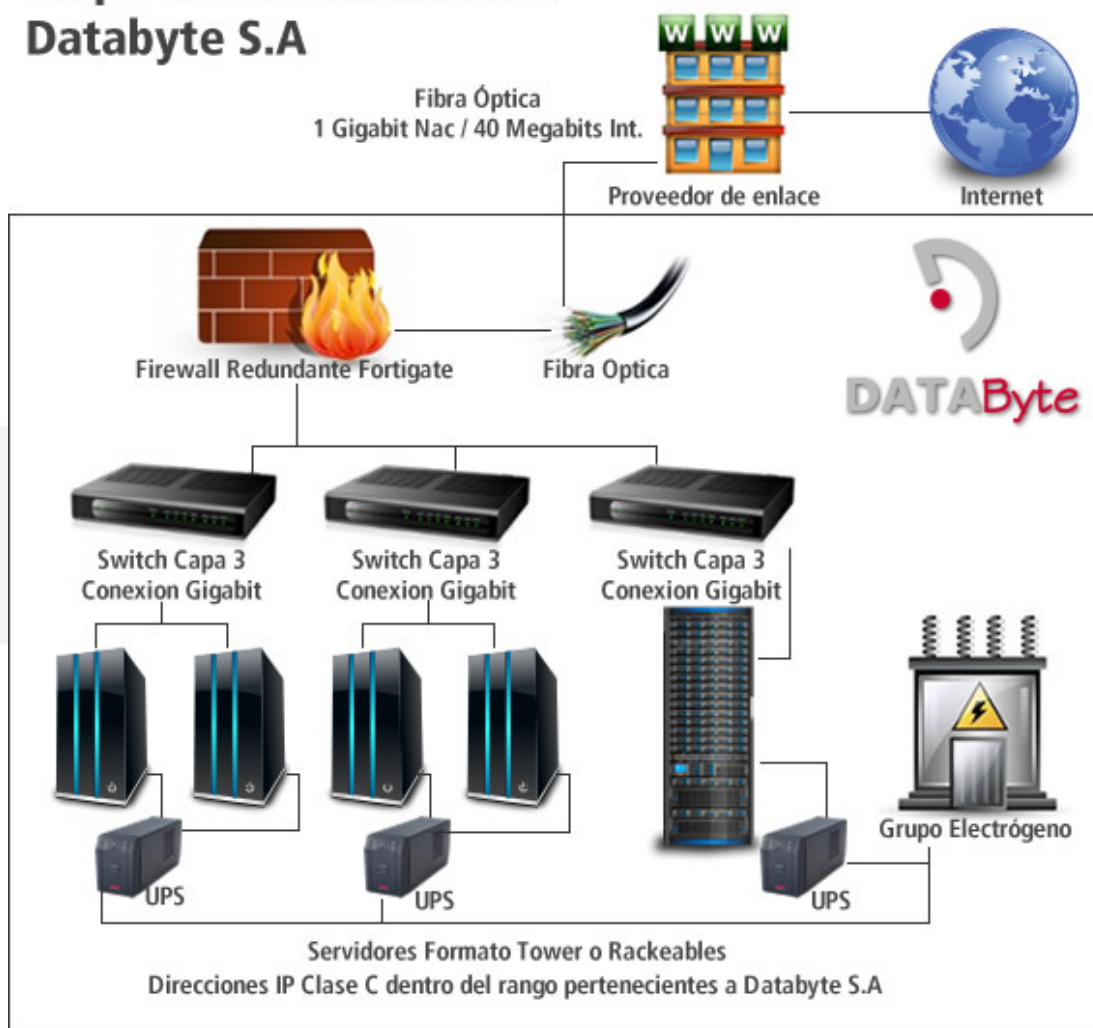 Databyte S.A
W W W
Fibra Óptica
1 Gigabit Nac / 40 Megabits Int.
Proveedor de enlace
Internet
Firewall Redundante Fortigate
Fibra Optica
DATAByte
Switch Capa 3
Conexion Gigabit
Switch Capa 3
Conexion Gigabit
Switch Capa 3
Conexion Gigabit
Grupo Electrógeno
UPS
UPS
UPS
Servidores Formato Tower o Rackeables
Direcciones IP Clase C dentro del rango pertenecientes a Databyte S.A